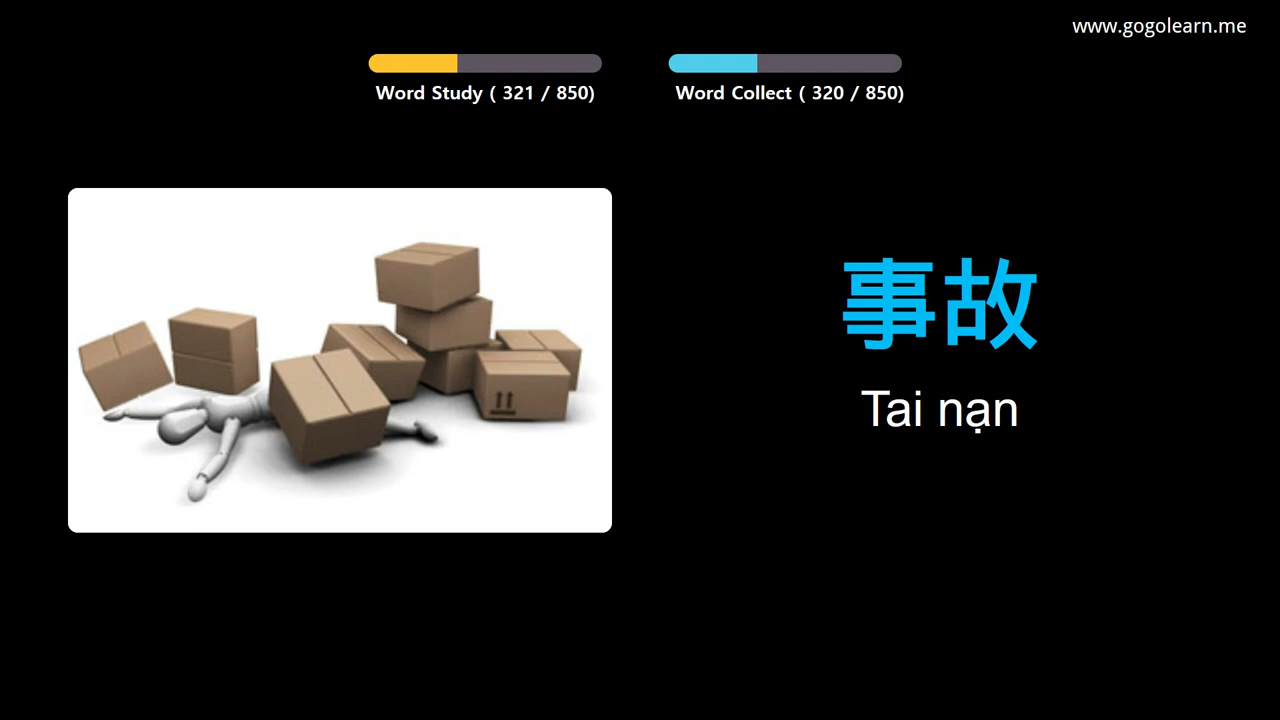 www.gogolearn.me
Word Study ( 321 / 850)
Word Collect ( 320 / 850)
事故
Tai nạn